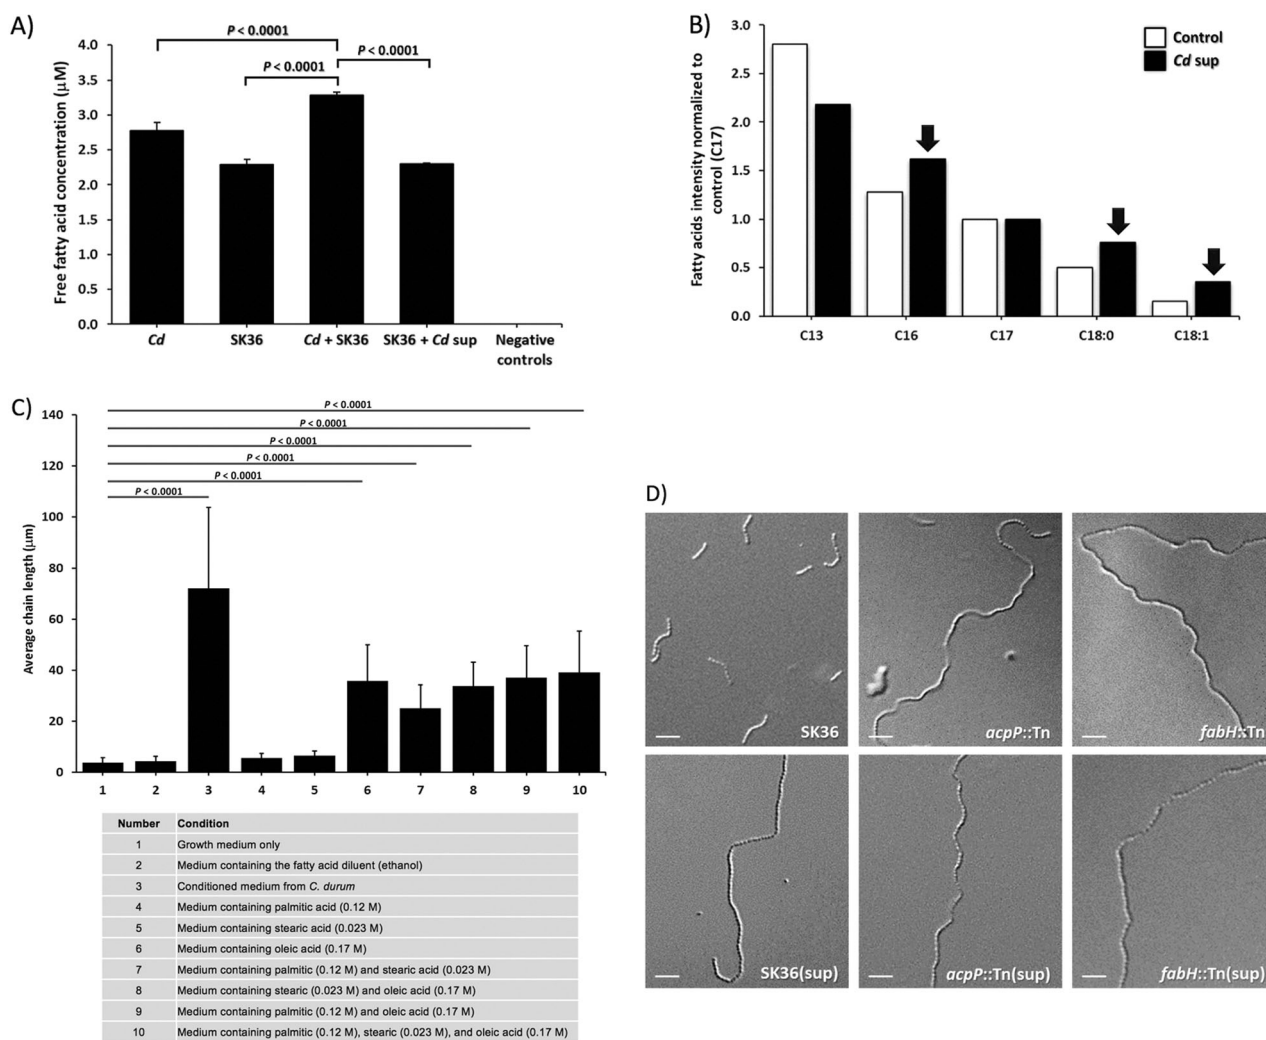 A)
P < 0.0001
P < 0.0001
P < 0.0001
Free fatty acid concentration (µM)
4.0
3.5
3.0
2.5
2.0
1.5
1.0
0.5
0.0
Cd
SK36
Cd + SK36
SK36 + Cd sup
Negative
controls
B)
Control
Cd sup
Fatty acids intensity normalized to
control (C17)
3.0
2.5
2.0
1.5
1.0
0.5
0.0
C13
C16
C17
C18:0
C18:1
C)
P < 0.0001
P < 0.0001
P < 0.0001
P < 0.0001
P < 0.0001
P < 0.0001
Average chain length (µm)
140
120
100
80
60
40
20
0
1
2
3
4
5
6
7
8
9
10
Number Condition
1 Growth medium only
2 Medium containing the fatty acid diluent (ethanol)
3 Conditioned medium from C. durum
4 Medium containing palmitic acid (0.12 M)
5 Medium containing stearic acid (0.023 M)
6 Medium containing oleic acid (0.17 M)
7 Medium containing palmitic (0.12 M) and stearic acid (0.023 M)
8 Medium containing stearic (0.023 M) and oleic acid (0.17 M)
9 Medium containing palmitic (0.12 M) and oleic acid (0.17 M)
10 Medium containing palmitic (0.12 M), stearic (0.023 M), and oleic acid (0.17 M)
D)
SK36
acpP::Tn
fabH::Tn
SK36(sup)
acpP::Tn(sup)
fabH::Tn(sup)